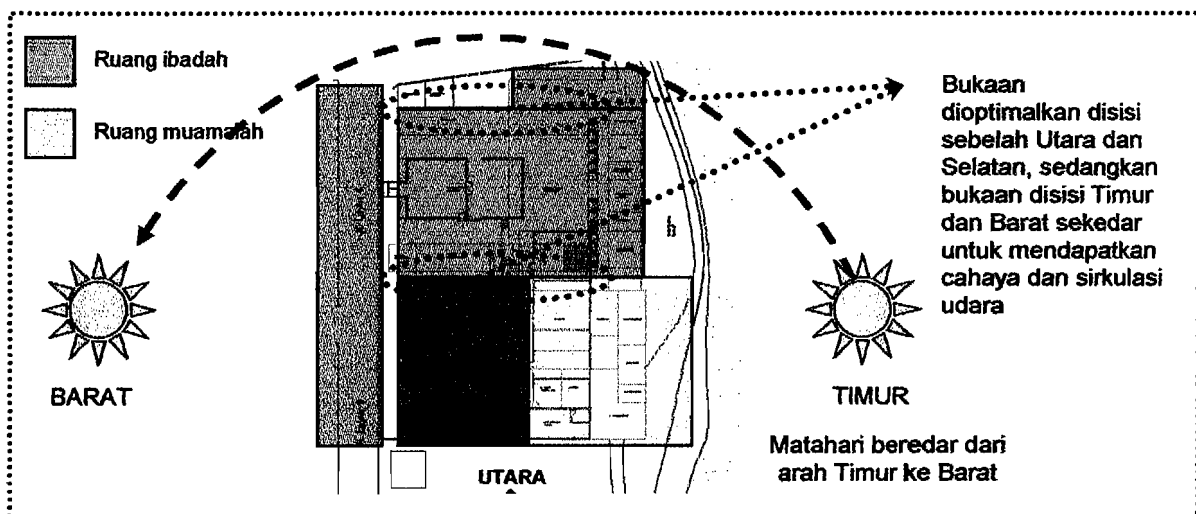 Ruang ibadah
Ruang muamalah
Bukaan
dioptimalkan disisi
sebelah Utara dan
Selatan, sedangkan
bukaan disisi Timur
dan Barat sekedar
untuk mendapatkan
cahaya dan sirkulasi
udara
BARAT
TIMUR
Matahari beredar dari
arah Timur ke Barat
UTARA